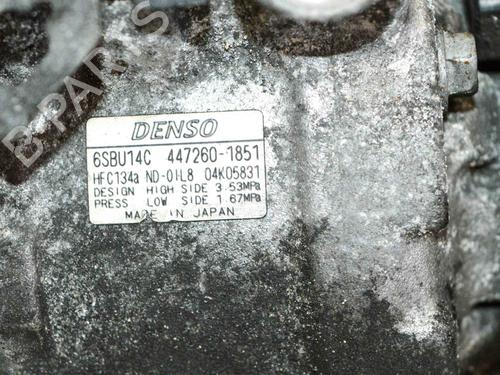 B-PARTS
DENSO
6SBU14C 447260-1851
HFC134a ND-OIL8 04K05831
DESIGN HIGH SIDE 3.53MPa
PRESS LOW SIDE 1.67MPa
MADE IN JAPAN